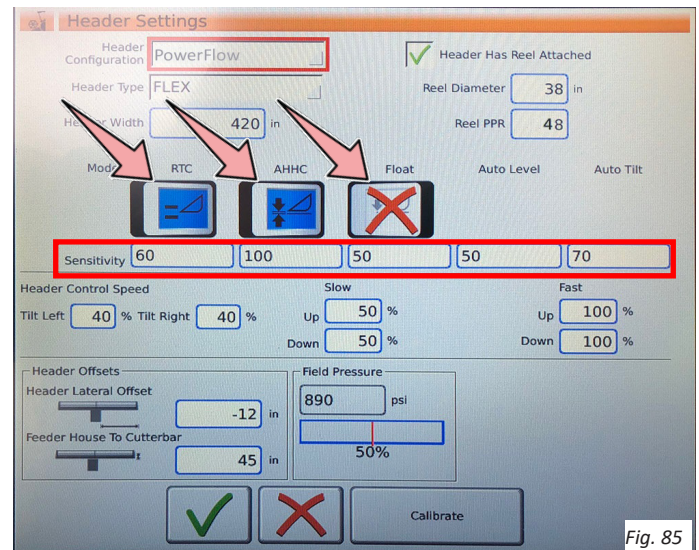 Header Settings
Header Configuration PowerFlow
Header Has Reel Attached
Header Type FLEX
Reel Diameter 38 in
Header Width 420 in
Reel PPR 48
RTC AHHC Float Auto Level Auto Tilt
Sensitivity 60 100 50 50 70
Header Control Speed Slow Fast
Tilt Left 40 % Tilt Right 40 % Up 50 % Up 100 %
Down 50 % Down 100 %
Header Offsets Field Pressure
Header Lateral Offset 890 psi
-12 in
Feeder House To Cutterbar 50%
45 in
Calibrate
Fig. 85